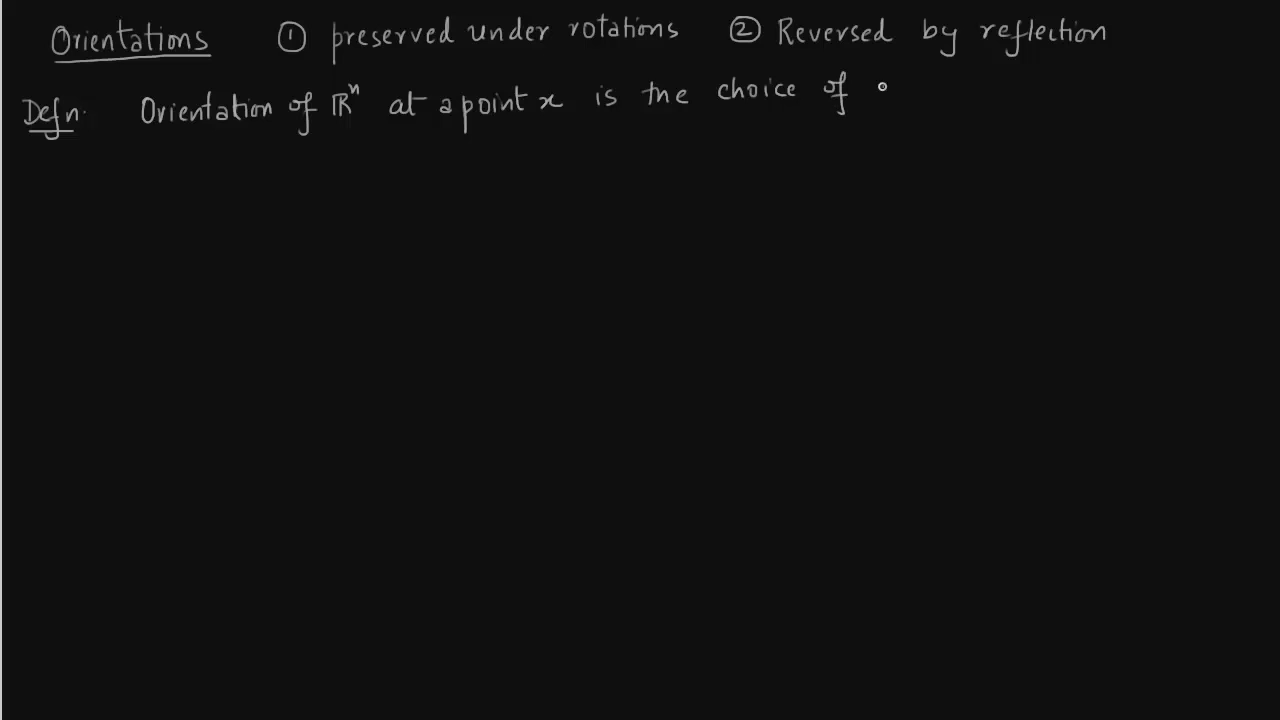 Orientations ① preserved under rotations ② Reversed by reflection
Defn. Orientation of ℝⁿ at a point x is the choice of